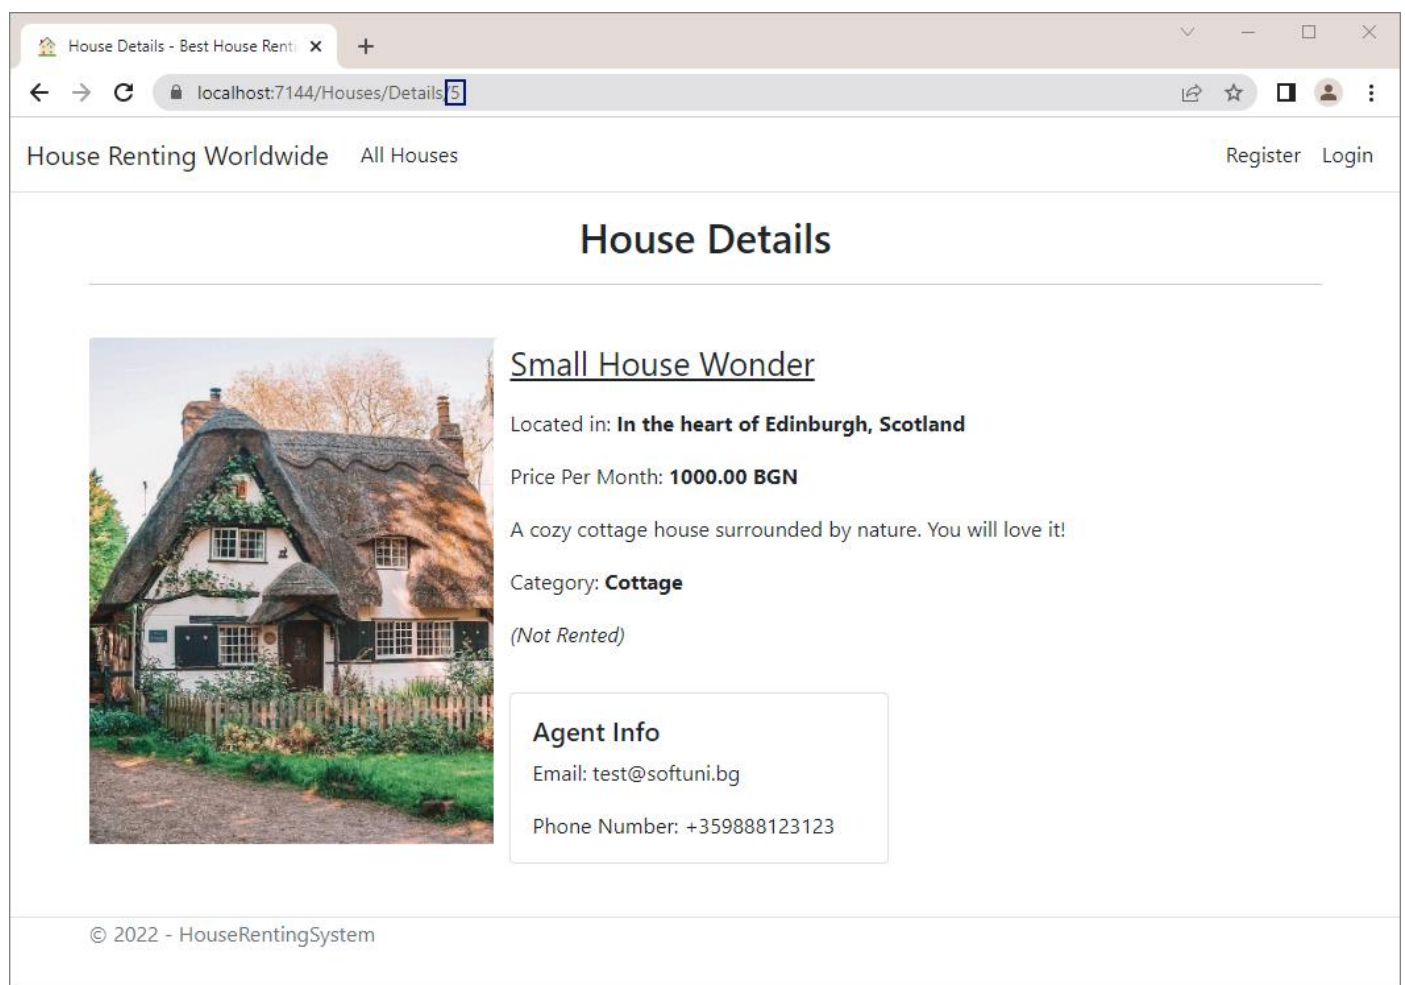 House Details - Best House Renti
localhost:7144/Houses/Details/5
House Renting Worldwide All Houses Register Login
House Details
Small House Wonder
Located in: In the heart of Edinburgh, Scotland
Price Per Month: 1000.00 BGN
A cozy cottage house surrounded by nature. You will love it!
Category: Cottage
(Not Rented)
Agent Info
Email: test@softuni.bg
Phone Number: +359888123123
© 2022 - HouseRentingSystem